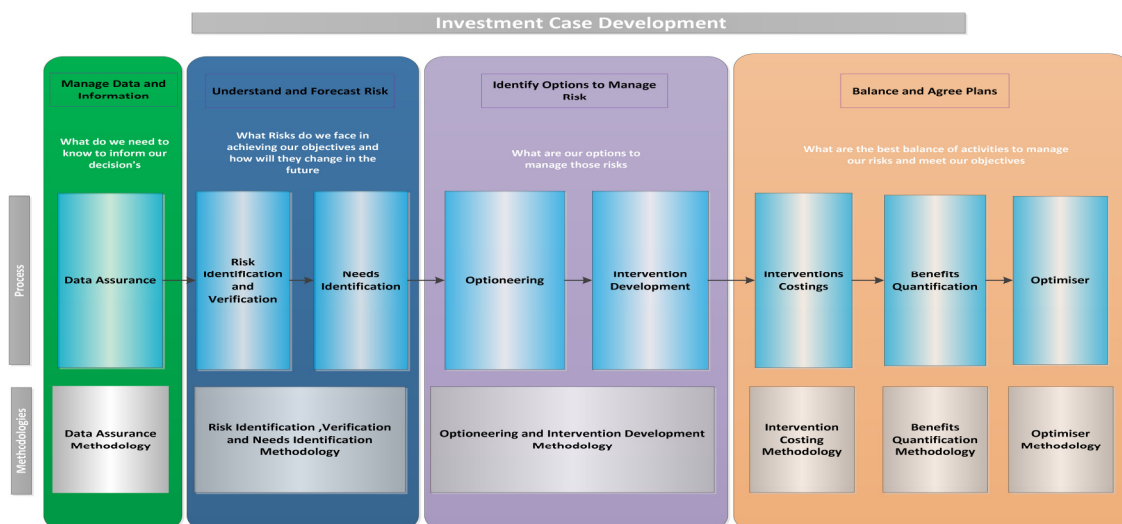 Investment Case Development
Manage Data and
Information
What do we need to
know to inform our
decision's
Understand and Forecast Risk
What Risks do we face in
achieving our objectives and
how will they change in the
future
Identify Options to Manage
Risk
What are our options to
manage those risks
Balance and Agree Plans
What are the best balance of activities to manage
our risks and meet our objectives
Process
Data Assurance
Risk
Identification
and
Verification
Needs
Identification
Optioneering
Intervention
Development
Interventions
Costings
Benefits
Quantification
Optimiser
Methodologies
Data Assurance
Methodology
Risk Identification ,Verification
and Needs Identification
Methodology
Optioneering and Intervention Development
Methodology
Intervention
Costing
Methodology
Benefits
Quantification
Methodology
Optimiser
Methodology